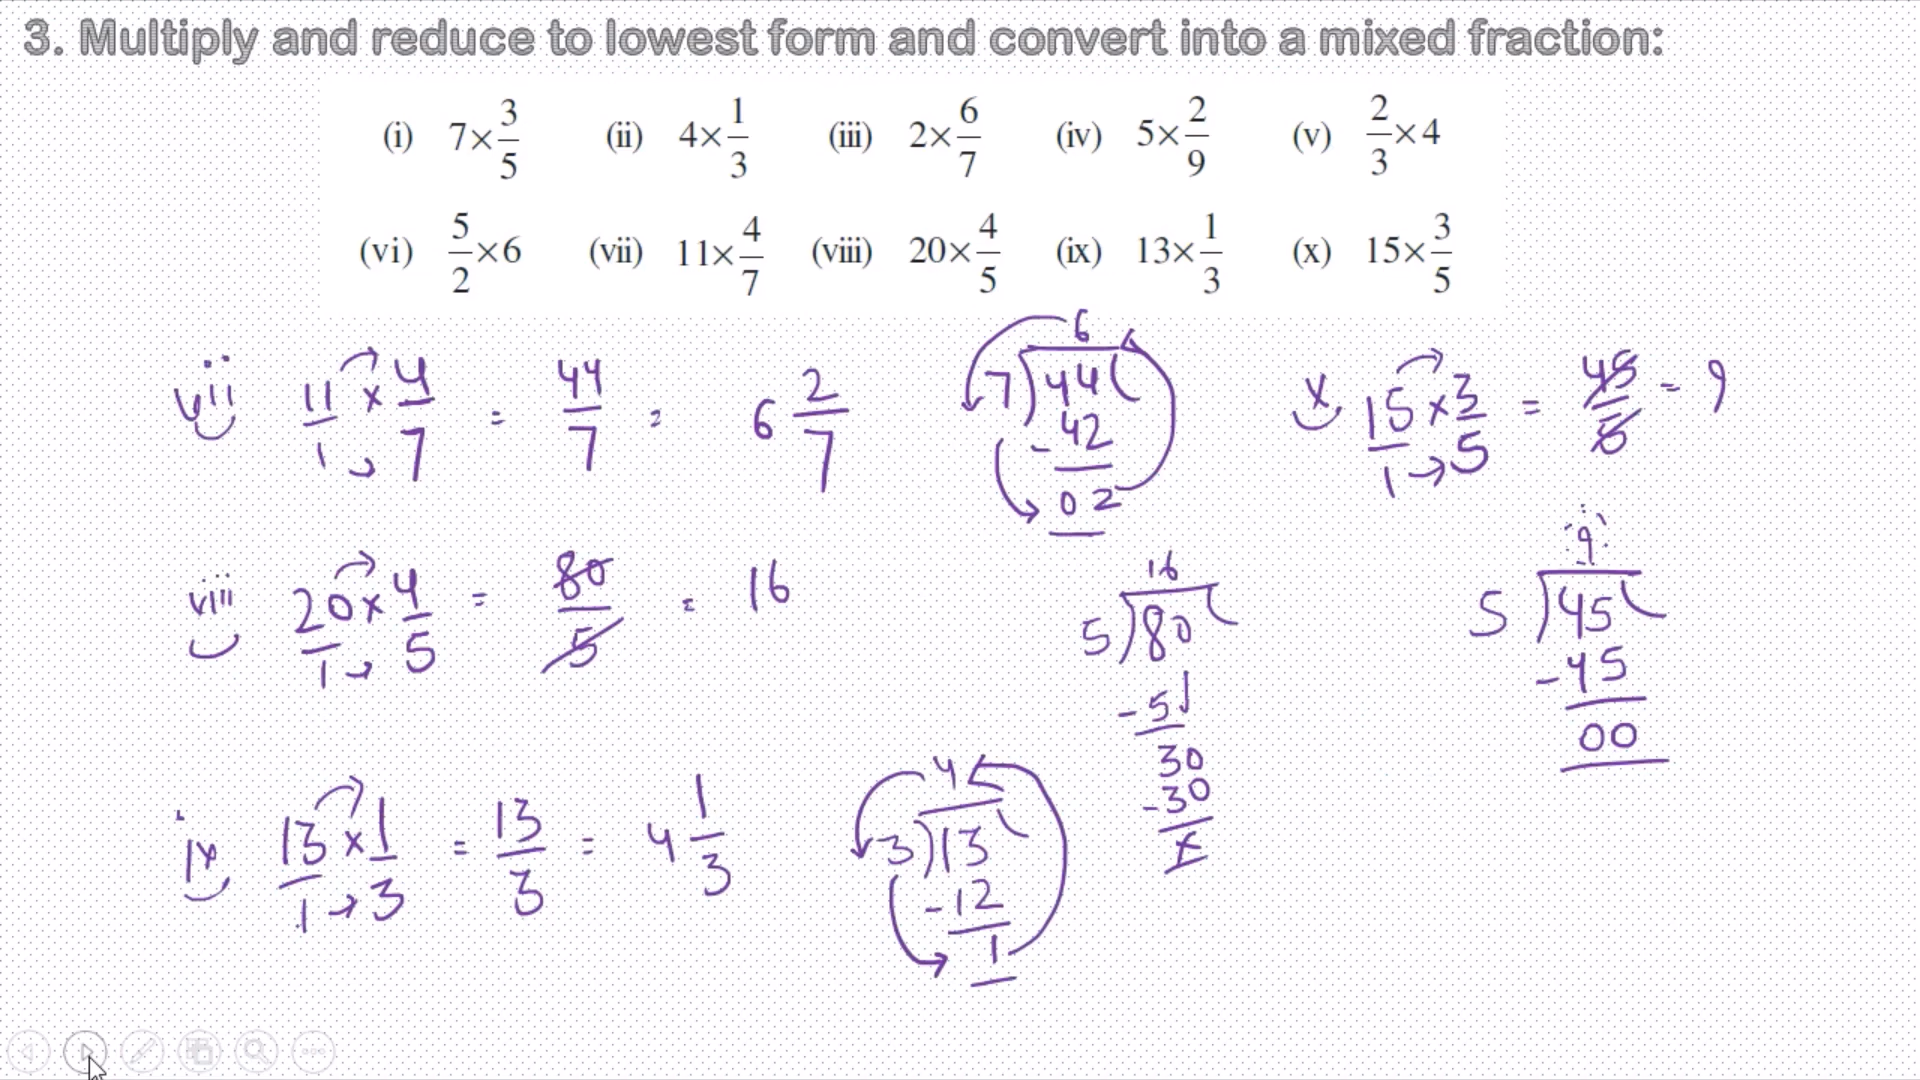 3. Multiply and reduce to lowest form and convert into a mixed fraction:
(i) 7×3/5 (ii) 4×1/3 (iii) 2×6/7 (iv) 5×2/9 (v) 2/3×4
(vi) 5/2×6 (vii) 11×4/7 (viii) 20×4/5 (ix) 13×1/3 (x) 15×3/5
vii 11/1 × 4/7 = 44/7 = 6 2/7
6
7)44(
-42
02
x 15/1 × 3/5 = 45/5 = 9
9
5)45(
-45
00
viii 20/1 × 4/5 = 80/5 = 16
16
5)80(
-5↓
30
-30
ix 13/1 × 1/3 = 13/3 = 4 1/3
4
3)13(
-12
1